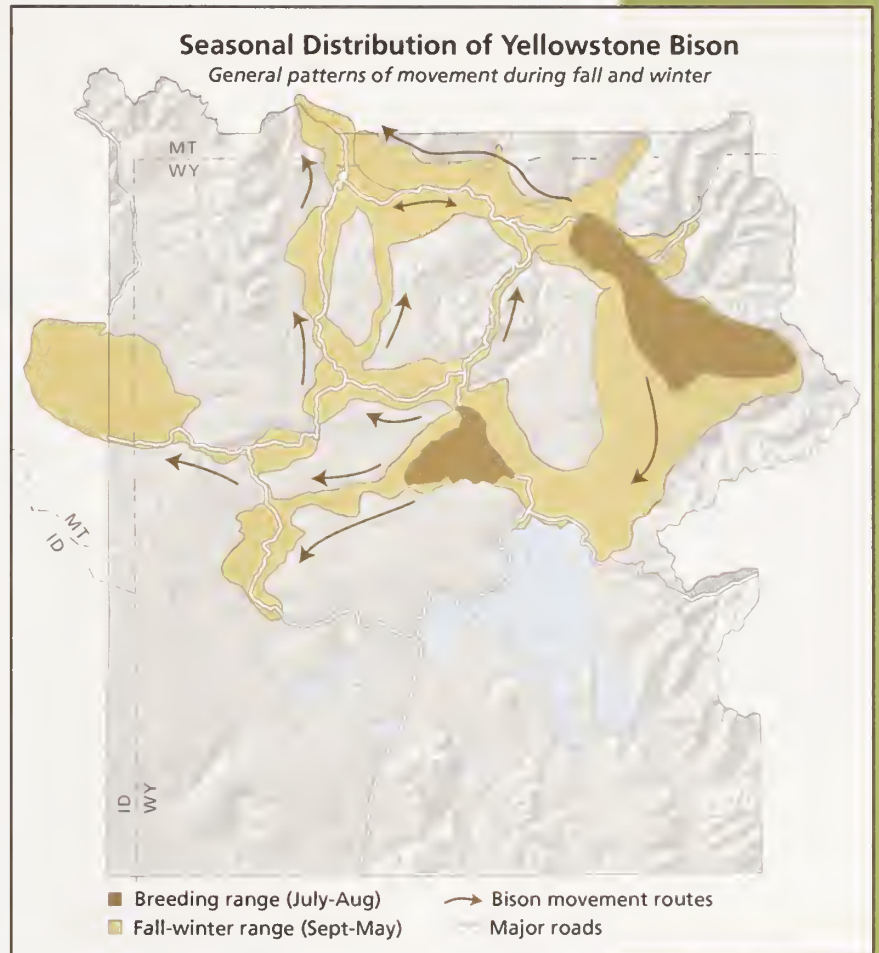 Seasonal Distribution of Yellowstone Bison
General patterns of movement during fall and winter
MT
WY
MT
ID
ID
WY
Breeding range (July-Aug)
Bison movement routes
Fall-winter range (Sept-May)
Major roads